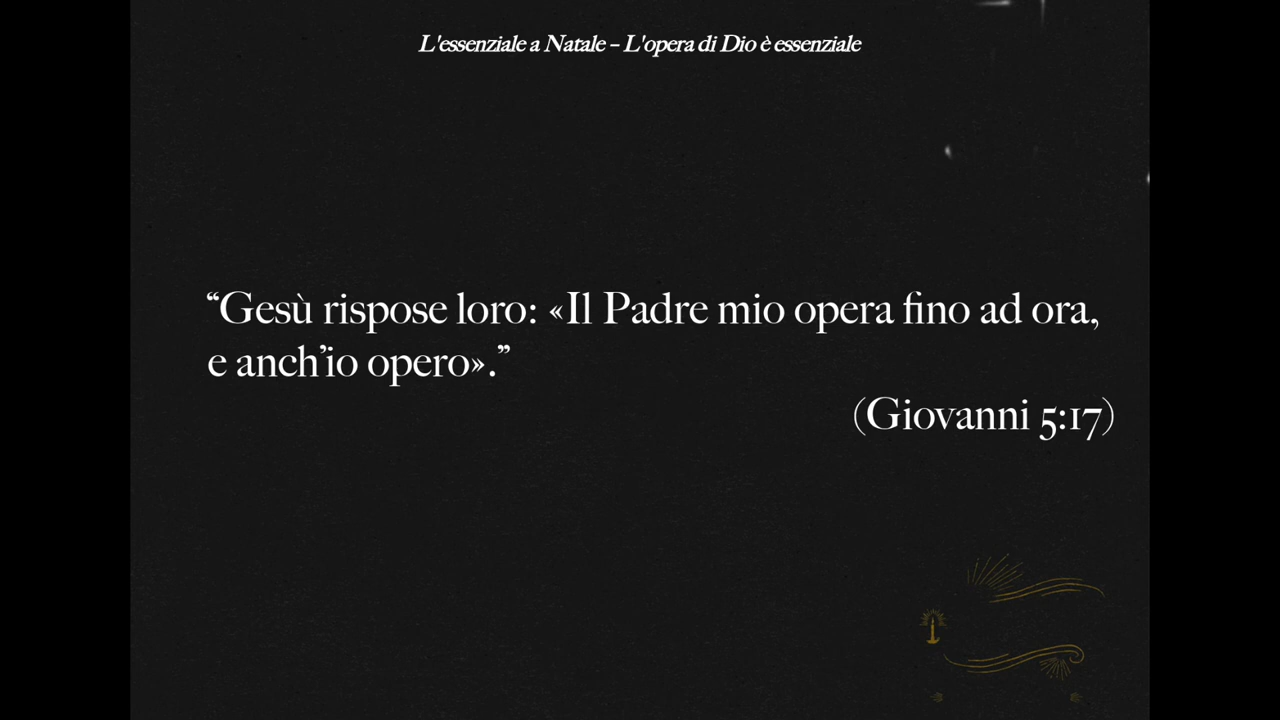 L'essenziale a Natale – L'opera di Dio è essenziale
“Gesù rispose loro: «Il Padre mio opera fino ad ora,
e anch’io opero».”
(Giovanni 5:17)